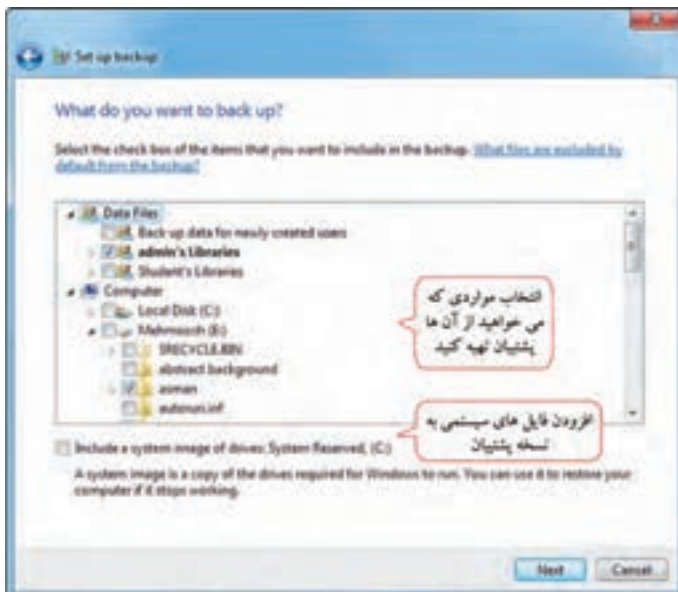 Set up backup
What do you want to back up?
Select the check box of the items that you want to include in the backup. What files are excluded by
default from the backup?
Data Files
Back up data for newly created users
admin's Libraries
Student's Libraries
Computer
Local Disk (C:)
Mehrnoosh (E:)
$RECYCLE.BIN
abstract background
asman
autorun.inf
انتخاب مواردی که
می خواهید از آن ها
پشتیبان تهیه کنید
افزودن فایل های سیستمی به
نسخه پشتیبان
Include a system image of drives: System Reserved, (C:)
A system image is a copy of the drives required for Windows to run. You can use it to restore your
computer if it stops working.
Next
Cancel